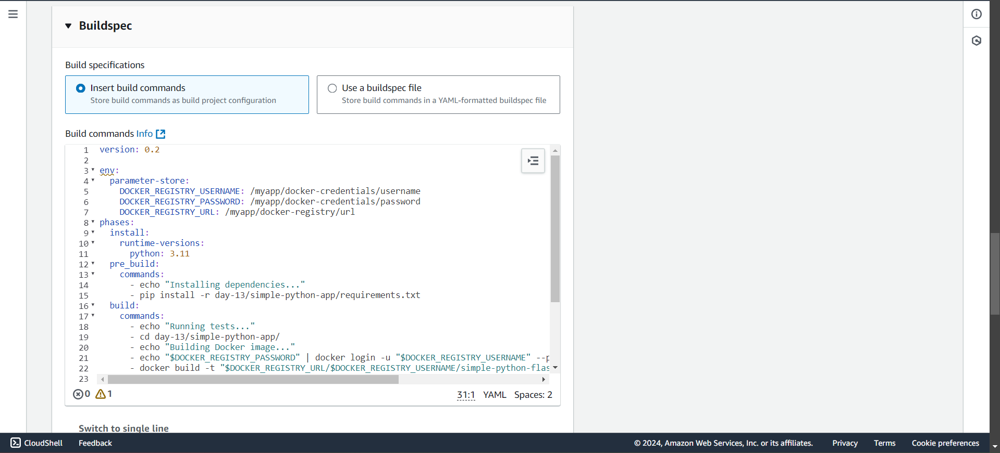 Buildspec
Build specifications
Insert build commands
Store build commands as build project configuration
Use a buildspec file
Store build commands in a YAML-formatted buildspec file
Build commands Info
1 version: 0.2
2
3 env:
4   parameter-store:
5     DOCKER_REGISTRY_USERNAME: /myapp/docker-credentials/username
6     DOCKER_REGISTRY_PASSWORD: /myapp/docker-credentials/password
7     DOCKER_REGISTRY_URL: /myapp/docker-registry/url
8 phases:
9   install:
10     runtime-versions:
11       python: 3.11
12   pre_build:
13     commands:
14       - echo "Installing dependencies..."
15       - pip install -r day-13/simple-python-app/requirements.txt
16   build:
17     commands:
18       - echo "Running tests..."
19       - cd day-13/simple-python-app/
20       - echo "Building Docker image..."
21       - echo "$DOCKER_REGISTRY_PASSWORD" | docker login -u "$DOCKER_REGISTRY_USERNAME" --p
22       - docker build -t "$DOCKER_REGISTRY_URL/$DOCKER_REGISTRY_USERNAME/simple-python-flas
23
0 1 31:1 YAML Spaces: 2
Switch to single line
CloudShell Feedback © 2024, Amazon Web Services, Inc. or its affiliates. Privacy Terms Cookie preferences